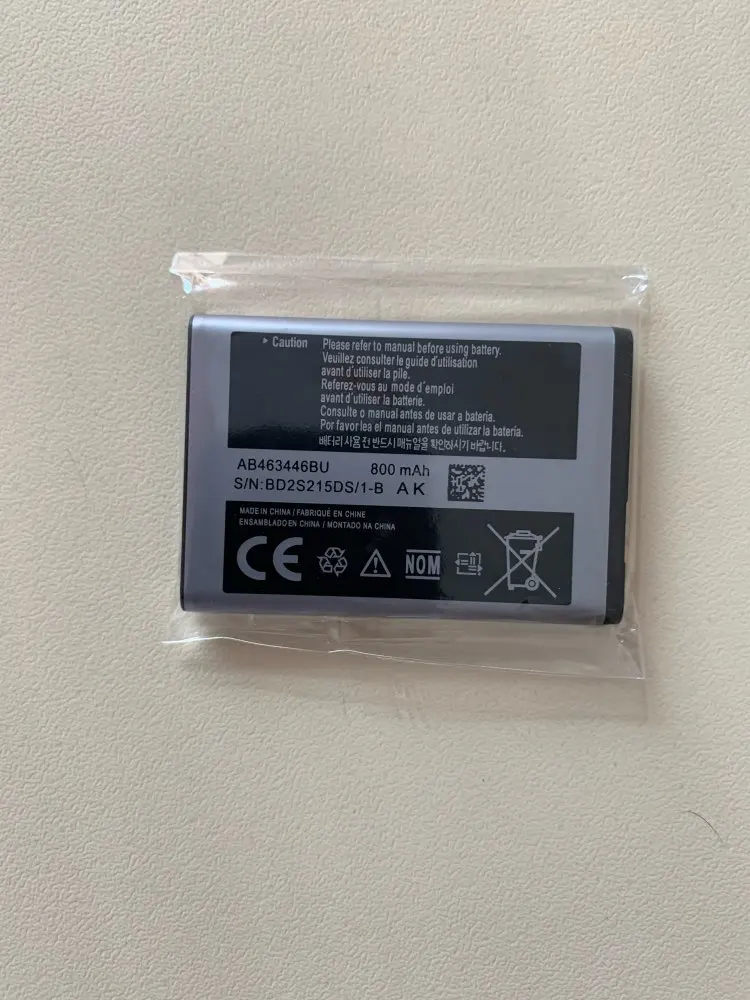 Caution
Please refer to manual before using battery.
Veuillez consulter le guide d'utilisation
avant d'utiliser la pile.
Referez-vous au mode d'emploi
avant d'utiliser la batterie.
Consulte o manual antes de usar a bateria.
Por favor lea el manual antes de utilizar la batería.
배터리 사용 전 반드시 매뉴얼을 확인하시기 바랍니다.
AB463446BU 800 mAh
S/N:BD2S215DS/1-B AK
MADE IN CHINA / FABRIQUÉ EN CHINE
ENSAMBLADO EN CHINA / MONTADO NA CHINA
CE NOM